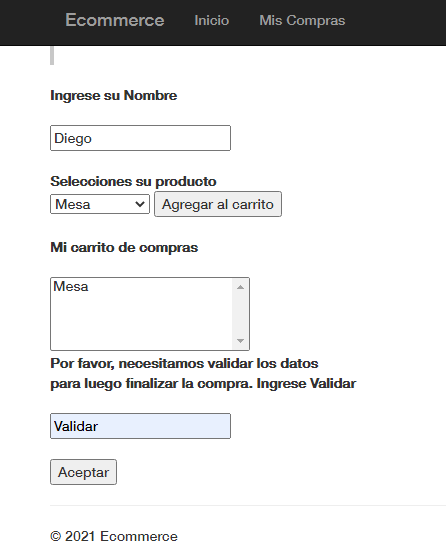 Ecommerce Inicio Mis Compras
Ingrese su Nombre
Diego
Selecciones su producto
Mesa Agregar al carrito
Mi carrito de compras
Mesa
Por favor, necesitamos validar los datos
para luego finalizar la compra. Ingrese Validar
Validar
Aceptar
© 2021 Ecommerce